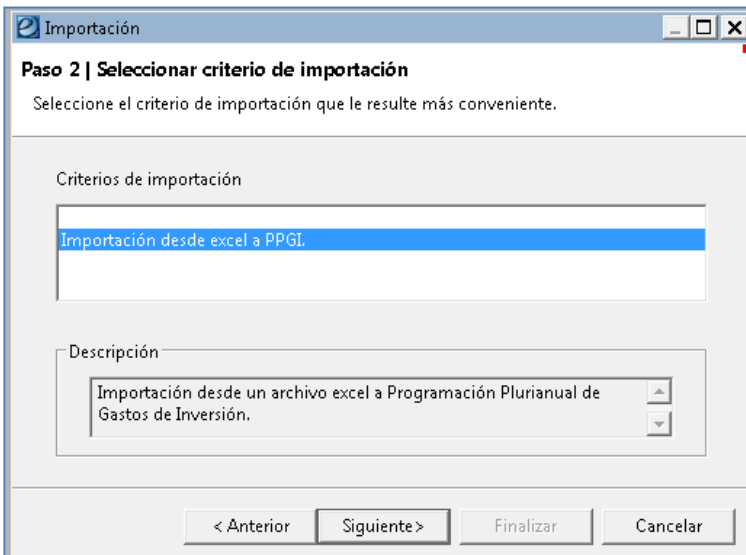 Importación
Paso 2 | Seleccionar criterio de importación
Seleccione el criterio de importación que le resulte más conveniente.
Criterios de importación
Importación desde excel a PPGI.
Descripción
Importación desde un archivo excel a Programación Plurianual de
Gastos de Inversión.
< Anterior
Siguiente>
Finalizar
Cancelar